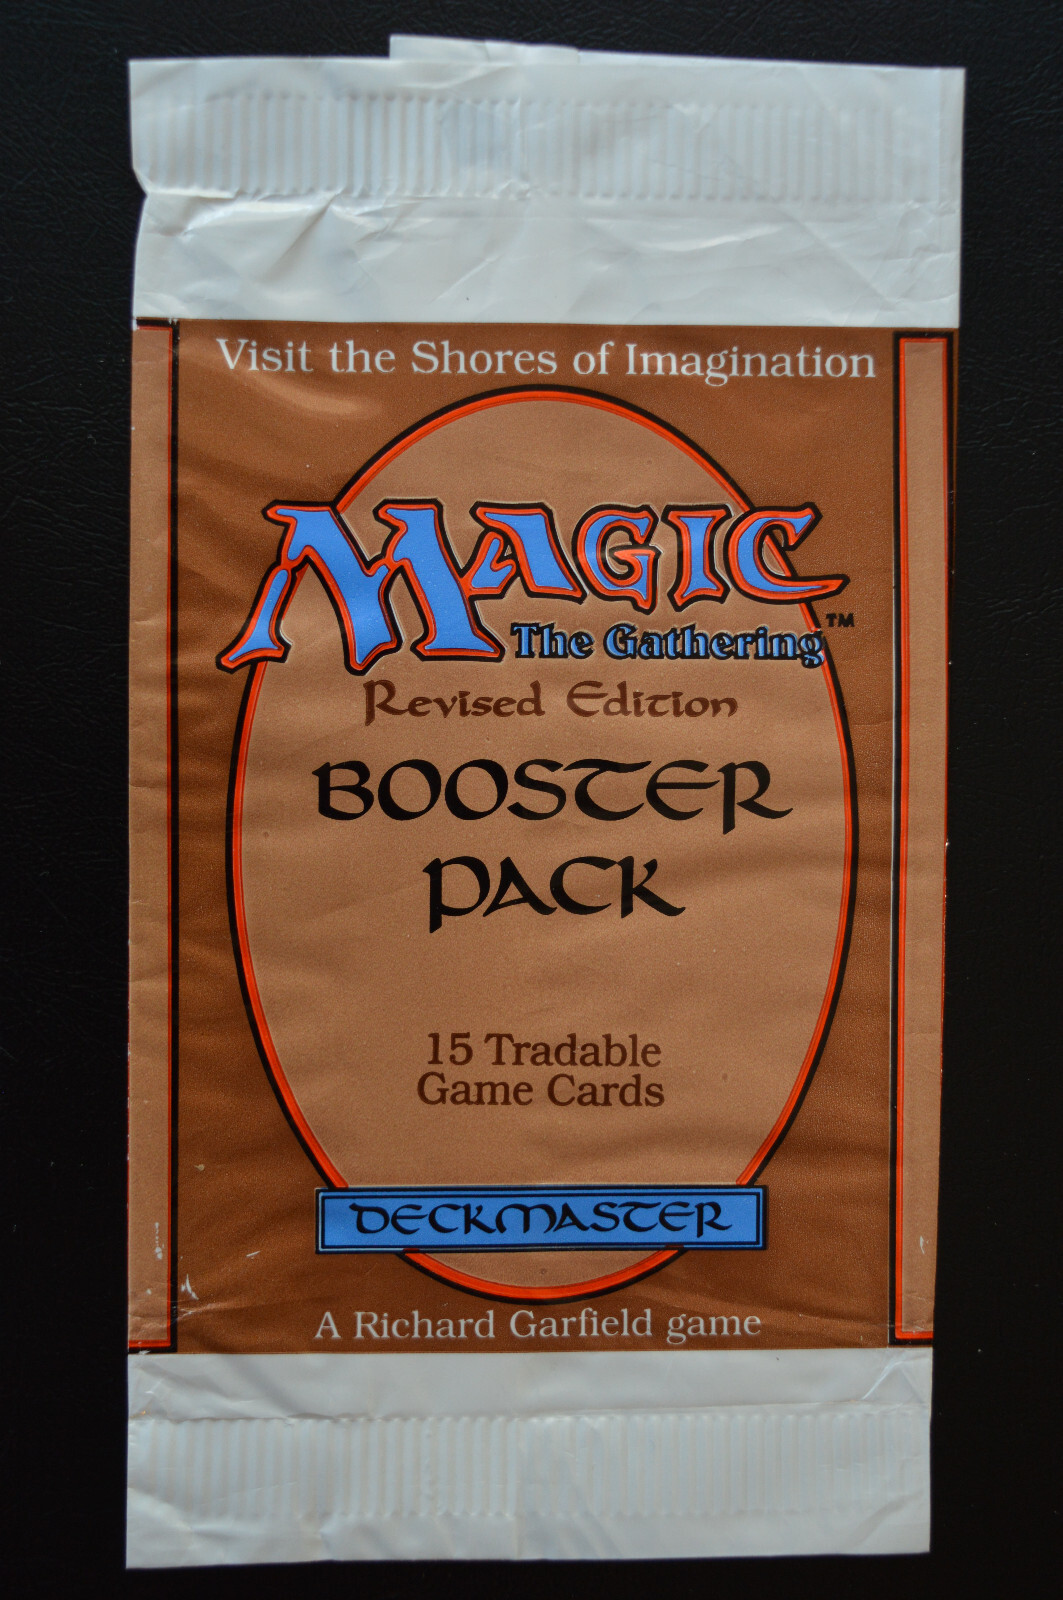 Visit the Shores of Imagination
MAGIC
The Gathering™
Revised Edition
BOOSTER
PACK
15 Tradable
Game Cards
DECKMASTER
A Richard Garfield game